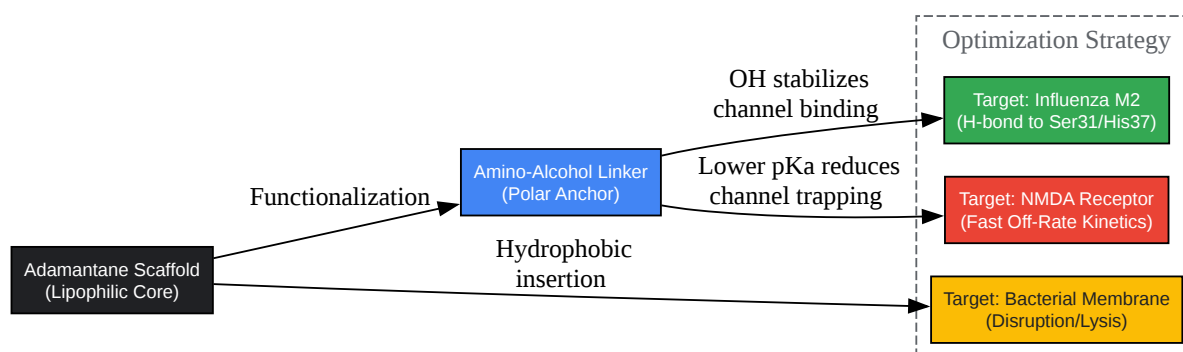 Optimization Strategy
OH stabilizes
channel binding
Target: Influenza M2
(H-bond to Ser31/His37)
Functionalization
Amino-Alcohol Linker
(Polar Anchor)
Lower pKa reduces
channel trapping
Target: NMDA Receptor
(Fast Off-Rate Kinetics)
Adamantane Scaffold
(Lipophilic Core)
Hydrophobic
insertion
Target: Bacterial Membrane
(Disruption/Lysis)